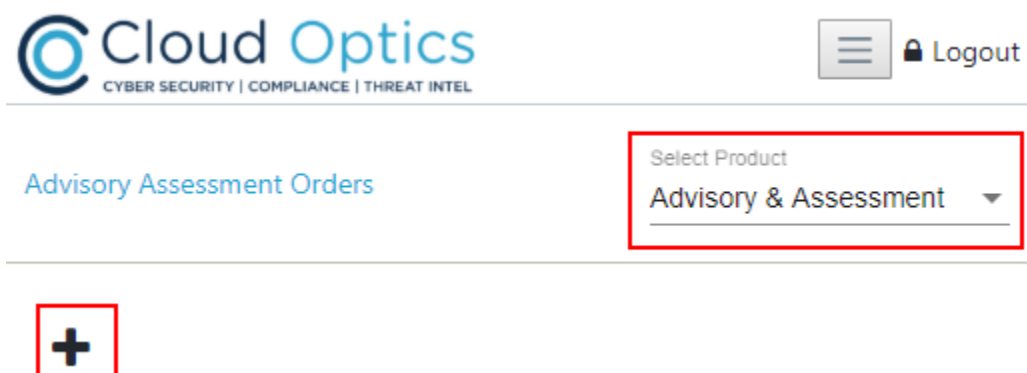 Cloud Optics
CYBER SECURITY | COMPLIANCE | THREAT INTEL
Logout
Select Product
Advisory Assessment Orders
Advisory & Assessment